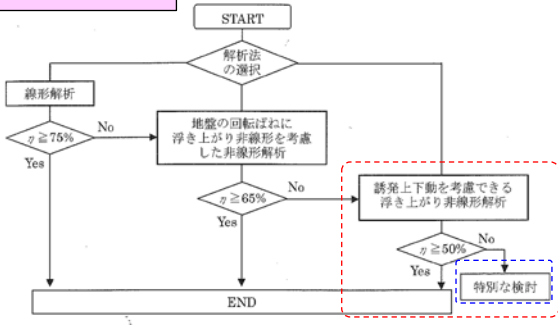 START
解析法
の選択
線形解析
η≧75%
No
Yes
地盤の回転ばねに
浮き上がり非線形を考慮
した非線形解析
η≧65%
No
Yes
誘発上下動を考慮できる
浮き上がり非線形解析
η≧50%
No
Yes
特別な検討
END